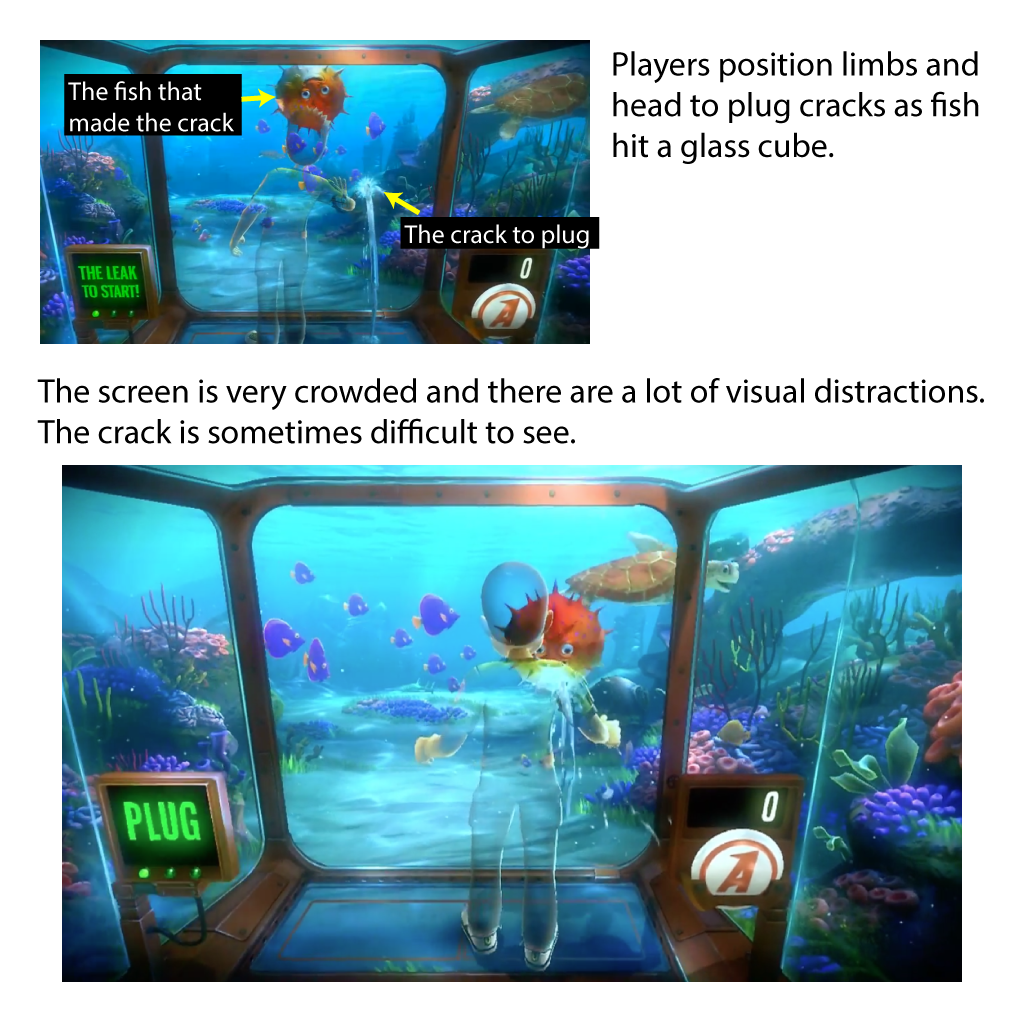 The fish that
made the crack
Players position limbs and
head to plug cracks as fish
hit a glass cube.
The crack to plug
THE LEAK
TO START!
0
A
The screen is very crowded and there are a lot of visual distractions.
The crack is sometimes difficult to see.
PLUG
0
A